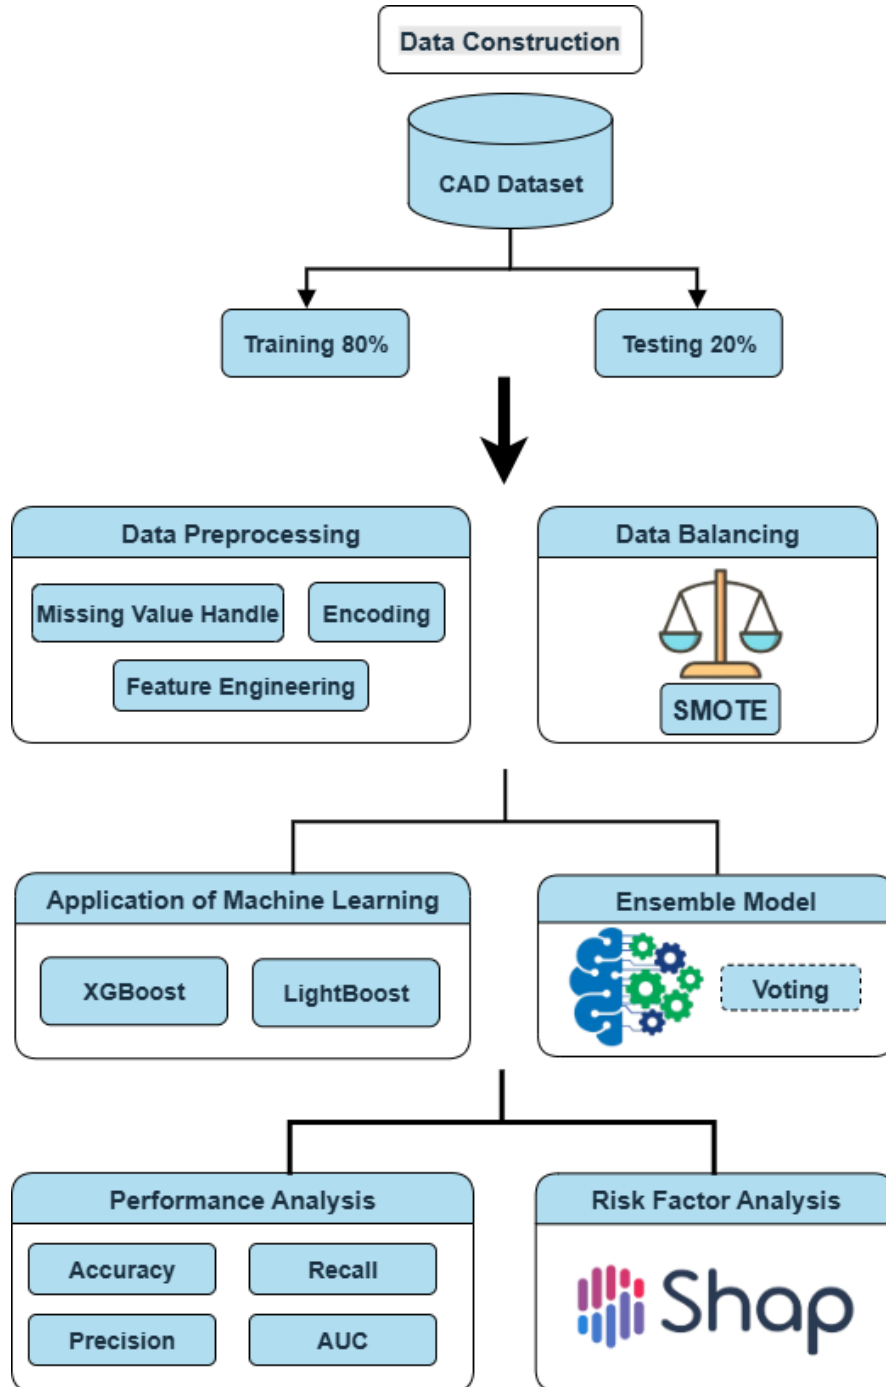 Data Construction
CAD Dataset
Training 80%
Testing 20%
Data Preprocessing
Missing Value Handle
Encoding
Feature Engineering
Data Balancing
SMOTE
Application of Machine Learning
XGBoost
LightBoost
Ensemble Model
Voting
Performance Analysis
Accuracy
Recall
Precision
AUC
Risk Factor Analysis
Shap